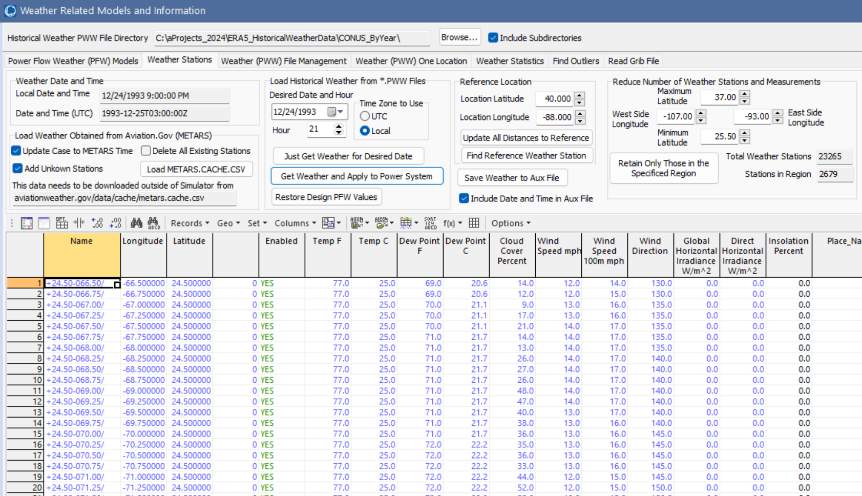 Weather Related Models and Information
Historical Weather PWW File Directory C:\aProjects_2024\ERA5_HistoricalWeatherData\CONUS_ByYear\ Browse... Include Subdirectories
Power Flow Weather (PFW) Models Weather Stations Weather (PWW) File Management Weather (PWW) One Location Weather Statistics Find Outliers Read Grib File
Weather Date and Time
Local Date and Time 12/24/1993 9:00:00 PM
Date and Time (UTC) 1993-12-25T03:00:00Z
Load Weather Obtained from Aviation.Gov (METARS)
Update Case to METARS Time Delete All Existing Stations
Add Unkown Stations Load METARS.CACHE.CSV
This data needs to be downloaded outside of Simulator from
aviationweather.gov/data/cache/metars.cache.csv
Load Historical Weather from *.PWW Files
Desired Date and Hour
12/24/1993
Hour 21
Time Zone to Use
UTC
Local
Just Get Weather for Desired Date
Get Weather and Apply to Power System
Restore Design PFW Values
Reference Location
Location Latitude 40.000
Location Longitude -88.000
Update All Distances to Reference
Find Reference Weather Station
Save Weather to Aux File
Include Date and Time in Aux File
Reduce Number of Weather Stations and Measurements
Maximum Latitude 37.00
West Side Longitude -107.00 -93.00 East Side Longitude
Minimum Latitude 25.50
Retain Only Those in the Specificed Region
Total Weather Stations 23265
Stations in Region 2679
Records Geo Set Columns f(x) Options
Name Longitude Latitude Enabled Temp F Temp C Dew Point F Dew Point C Cloud Cover Percent Wind Speed mph Wind Speed 100m mph Wind Direction Global Horizontal Irradiance W/m^2 Direct Horizontal Irradiance W/m^2 Insolation Percent Place_Na
1 +24.50-066.50/ -66.500000 24.500000 0 YES 77.0 25.0 69.0 20.6 14.0 12.0 14.0 130.0 0.0 0.0 0.0
2 +24.50-066.75/ -66.750000 24.500000 0 YES 77.0 25.0 69.0 20.6 12.0 12.0 15.0 130.0 0.0 0.0 0.0
3 +24.50-067.00/ -67.000000 24.500000 0 YES 77.0 25.0 70.0 21.1 9.0 13.0 16.0 135.0 0.0 0.0 0.0
4 +24.50-067.25/ -67.250000 24.500000 0 YES 77.0 25.0 70.0 21.1 17.0 13.0 16.0 135.0 0.0 0.0 0.0
5 +24.50-067.50/ -67.500000 24.500000 0 YES 77.0 25.0 70.0 21.1 21.0 14.0 17.0 135.0 0.0 0.0 0.0
6 +24.50-067.75/ -67.750000 24.500000 0 YES 77.0 25.0 71.0 21.7 14.0 14.0 17.0 135.0 0.0 0.0 0.0
7 +24.50-068.00/ -68.000000 24.500000 0 YES 77.0 25.0 71.0 21.7 13.0 14.0 17.0 135.0 0.0 0.0 0.0
8 +24.50-068.25/ -68.250000 24.500000 0 YES 77.0 25.0 71.0 21.7 26.0 14.0 17.0 140.0 0.0 0.0 0.0
9 +24.50-068.50/ -68.500000 24.500000 0 YES 77.0 25.0 71.0 21.7 27.0 14.0 17.0 140.0 0.0 0.0 0.0
10 +24.50-068.75/ -68.750000 24.500000 0 YES 77.0 25.0 71.0 21.7 26.0 14.0 17.0 140.0 0.0 0.0 0.0
11 +24.50-069.00/ -69.000000 24.500000 0 YES 77.0 25.0 71.0 21.7 48.0 14.0 17.0 140.0 0.0 0.0 0.0
12 +24.50-069.25/ -69.250000 24.500000 0 YES 77.0 25.0 71.0 21.7 47.0 14.0 17.0 140.0 0.0 0.0 0.0
13 +24.50-069.50/ -69.500000 24.500000 0 YES 77.0 25.0 71.0 21.7 40.0 13.0 17.0 140.0 0.0 0.0 0.0
14 +24.50-069.75/ -69.750000 24.500000 0 YES 77.0 25.0 71.0 21.7 38.0 13.0 16.0 140.0 0.0 0.0 0.0
15 +24.50-070.00/ -70.000000 24.500000 0 YES 77.0 25.0 71.0 21.7 36.0 13.0 16.0 145.0 0.0 0.0 0.0
16 +24.50-070.25/ -70.250000 24.500000 0 YES 77.0 25.0 72.0 22.2 35.0 13.0 16.0 145.0 0.0 0.0 0.0
17 +24.50-070.50/ -70.500000 24.500000 0 YES 77.0 25.0 72.0 22.2 36.0 13.0 16.0 145.0 0.0 0.0 0.0
18 +24.50-070.75/ -70.750000 24.500000 0 YES 77.0 25.0 72.0 22.2 33.0 13.0 16.0 145.0 0.0 0.0 0.0
19 +24.50-071.00/ -71.000000 24.500000 0 YES 77.0 25.0 72.0 22.2 44.0 12.0 15.0 145.0 0.0 0.0 0.0
20 +24.50-071.25/ -71.250000 24.500000 0 YES 77.0 25.0 72.0 22.2 52.0 12.0 15.0 150.0 0.0 0.0 0.0